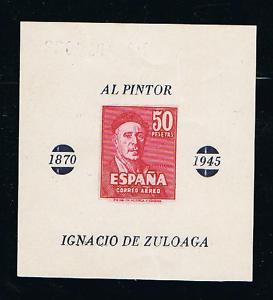 AL PINTOR
50
PESETAS
1870
1945
ESPAÑA
CORREO AEREO
IGNACIO DE ZULOAGA